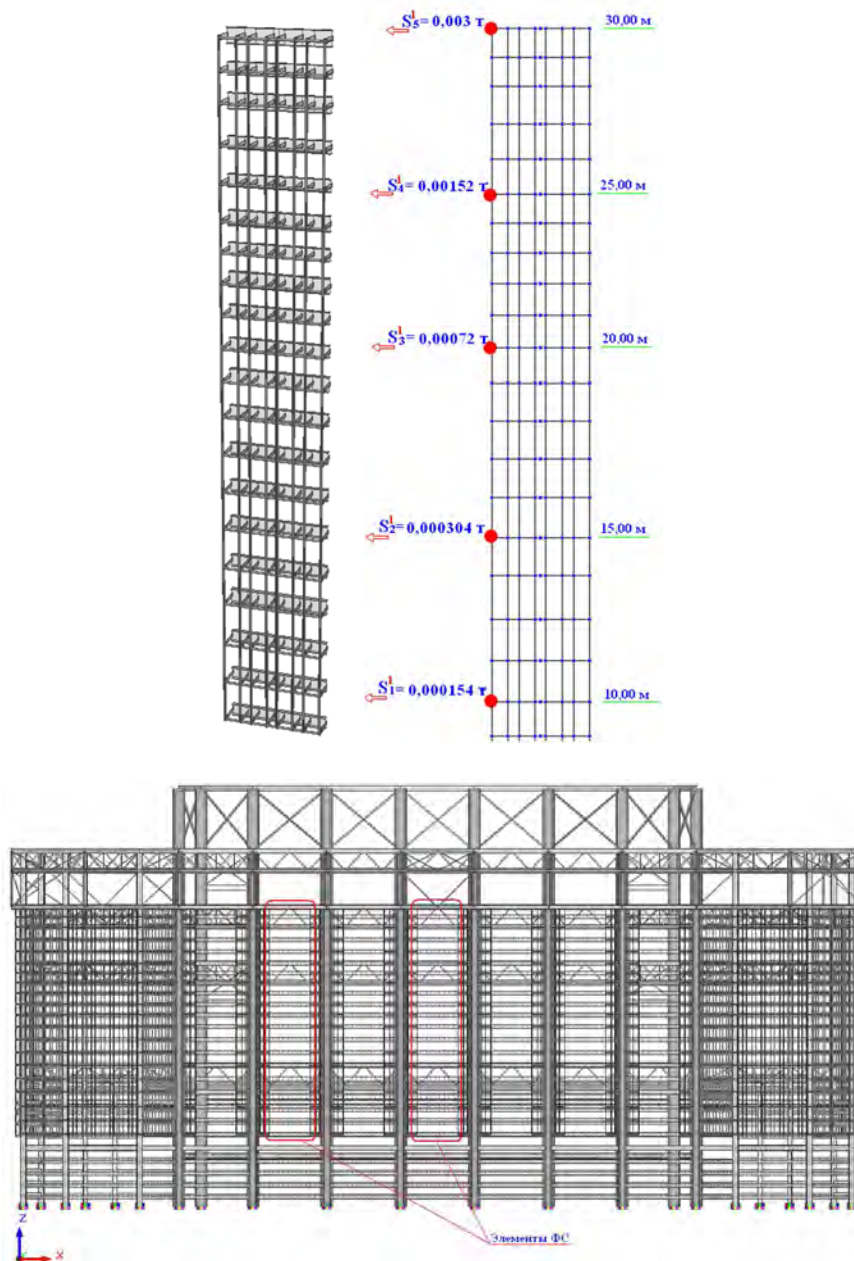 S₅¹= 0,003 т
30,00 м
S₄¹= 0,00152 т
25,00 м
S₃¹= 0,00072 т
20,00 м
S₂¹= 0,000304 т
15,00 м
S₁¹= 0,000154 т
10,00 м
Элементы ФС
Z
X